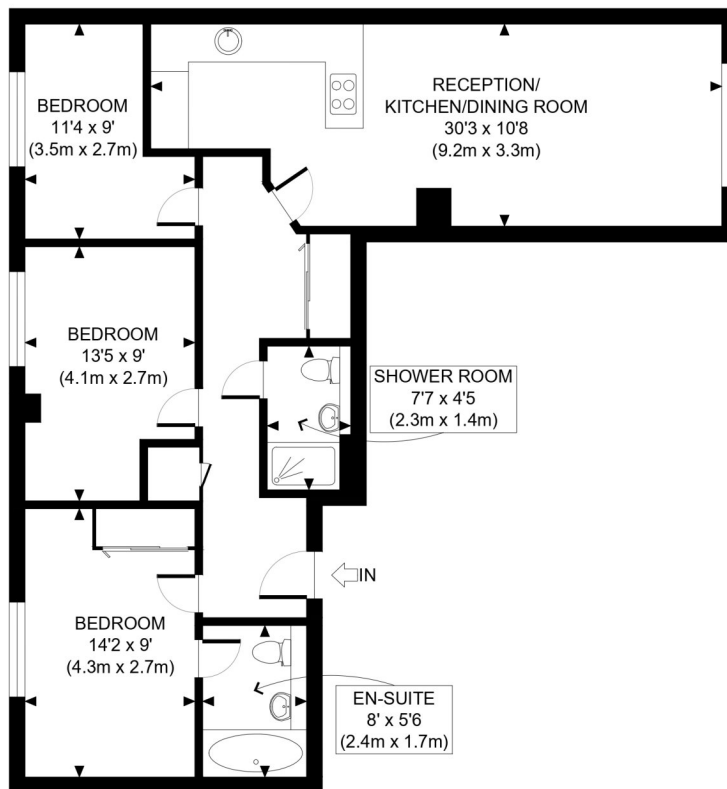 RECEPTION/
KITCHEN/DINING ROOM
30'3 x 10'8
(9.2m x 3.3m)
BEDROOM
11'4 x 9'
(3.5m x 2.7m)
BEDROOM
13'5 x 9'
(4.1m x 2.7m)
SHOWER ROOM
7'7 x 4'5
(2.3m x 1.4m)
IN
BEDROOM
14'2 x 9'
(4.3m x 2.7m)
EN-SUITE
8' x 5'6
(2.4m x 1.7m)